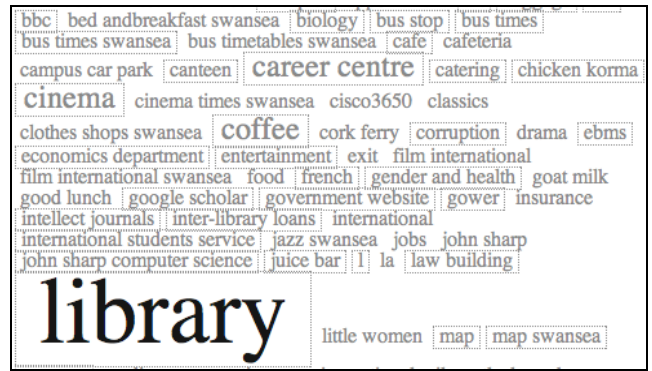 bbc bed andbreakfast swansea biology bus stop bus times
bus times swansea bus timetables swansea cafe cafeteria
campus car park canteen career centre catering chicken korma
cinema cinema times swansea cisco3650 classics
clothes shops swansea coffee cork ferry corruption drama ebms
economics department entertainment exit film international
film international swansea food french gender and health goat milk
good lunch google scholar government website gower insurance
intellect journals inter-library loans international
international students service jazz swansea jobs john sharp
john sharp computer science juice bar l la law building
library little women map map swansea